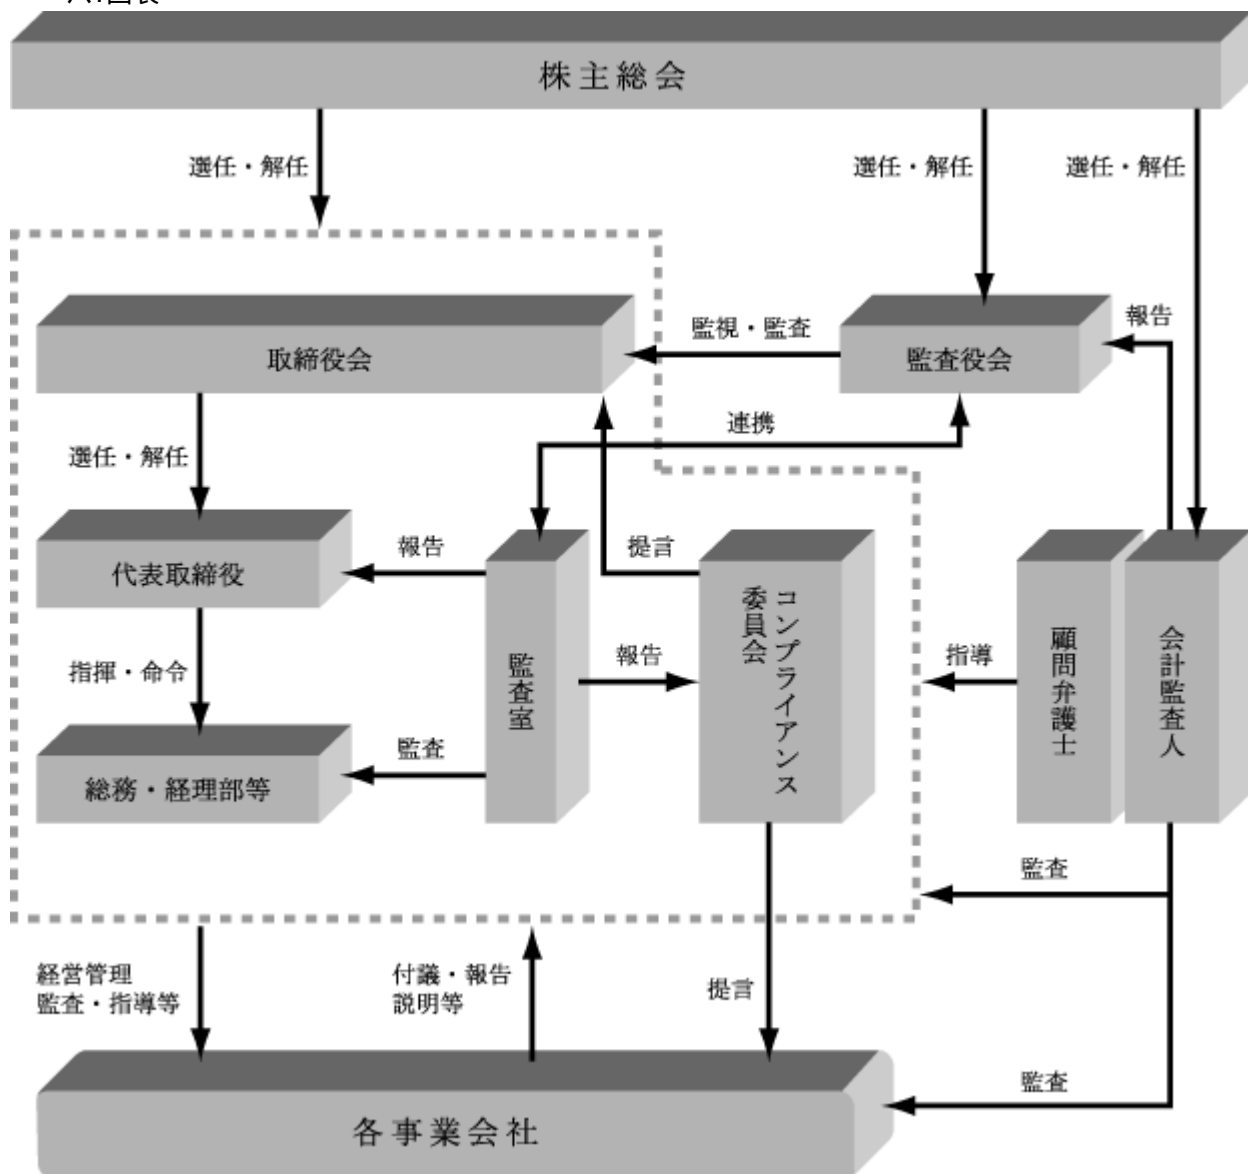 株主総会
選任・解任
選任・解任
選任・解任
取締役会
監視・監査
監査役会
報告
連携
選任・解任
代表取締役
報告
提言
指揮・命令
監査室
報告
コンプライアンス
委員会
指導
顧問弁護士
会計監査人
総務・経理部等
監査
監査
経営管理
監査・指導等
付議・報告
説明等
提言
監査
各事業会社